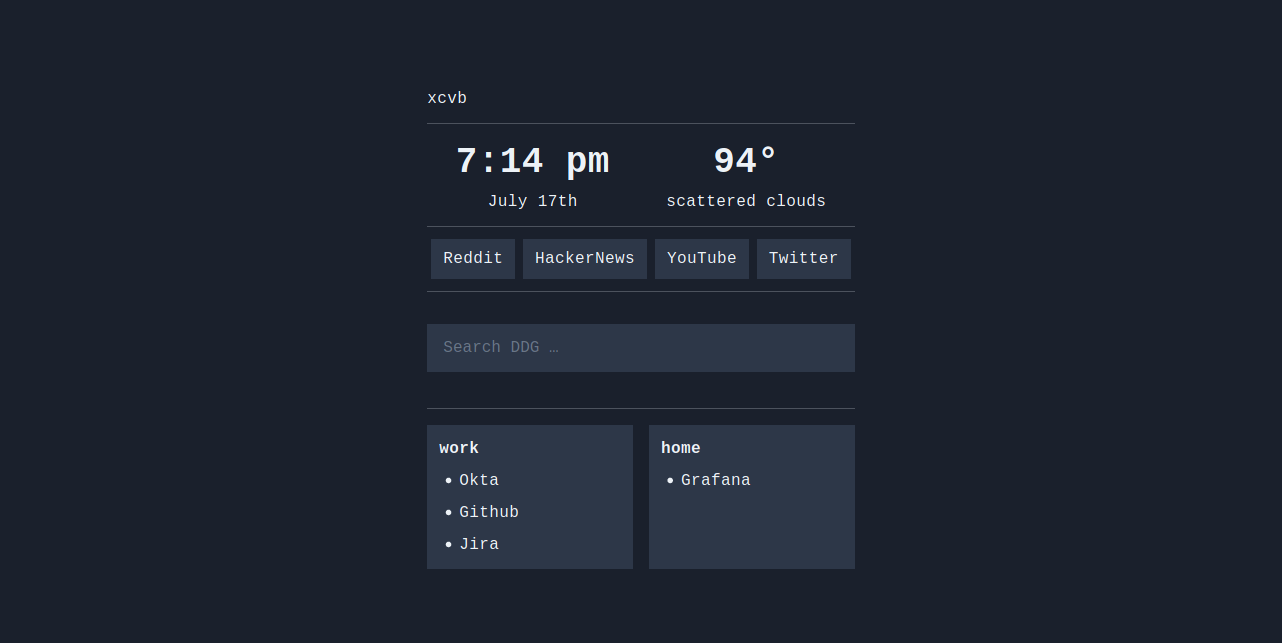 xcvb
7:14 pm 94°
July 17th scattered clouds
Reddit HackerNews YouTube Twitter
Search DDG …
work
• Okta
• Github
• Jira
home
• Grafana